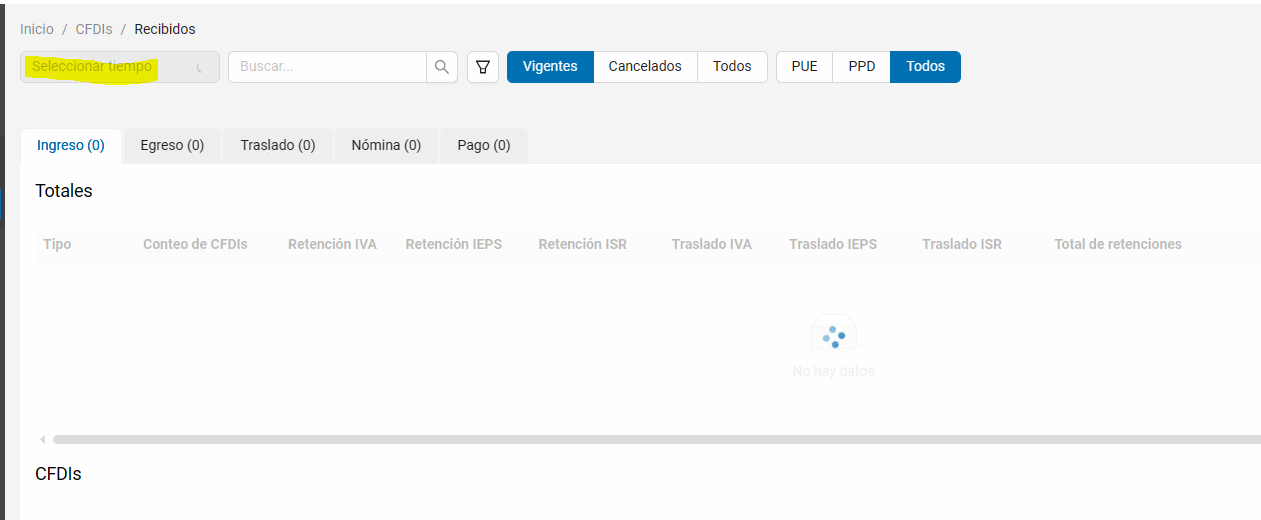 Inicio / CFDIs / Recibidos
Seleccionar tiempo Buscar... Vigentes Cancelados Todos PUE PPD Todos
Ingreso (0) Egreso (0) Traslado (0) Nómina (0) Pago (0)
Totales
Tipo Conteo de CFDIs Retención IVA Retención IEPS Retención ISR Traslado IVA Traslado IEPS Traslado ISR Total de retenciones
No hay datos
CFDIs